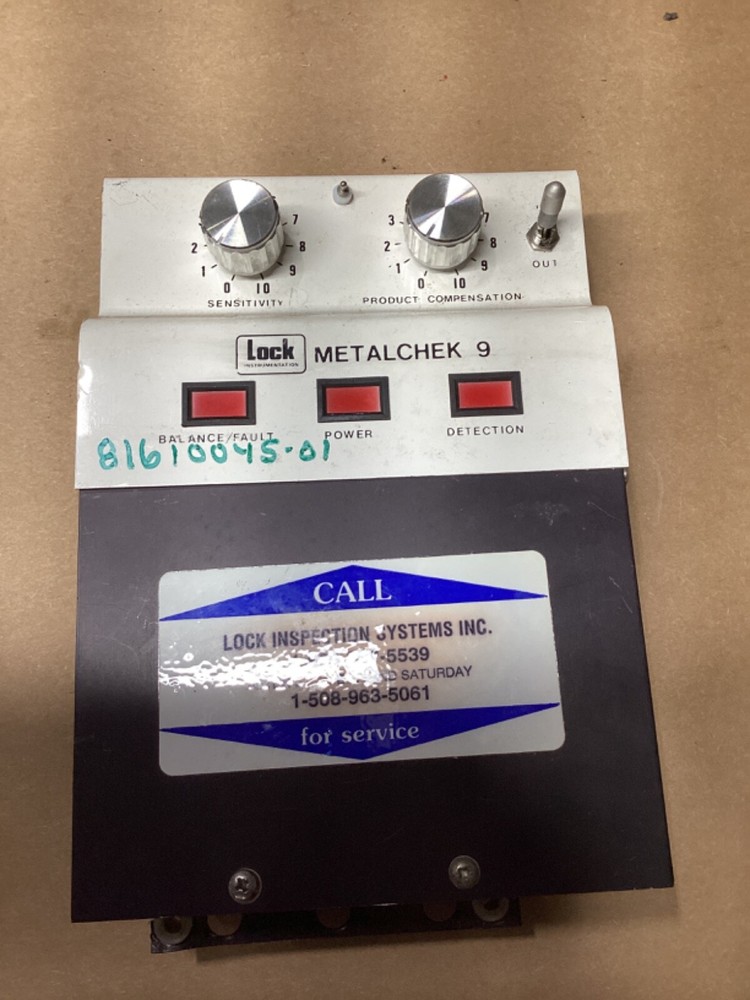 7
2 8
1 9
0 10
SENSITIVITY
3 7
2 8
1 9
0 10
PRODUCT COMPENSATION
OUT
Lock
INSTRUMENTATION
METALCHEK 9
BALANCE/FAULT
POWER
DETECTION
81610045-01
CALL
LOCK INSPECTION SYSTEMS INC.
-5539
SATURDAY
1-508-963-5061
for service